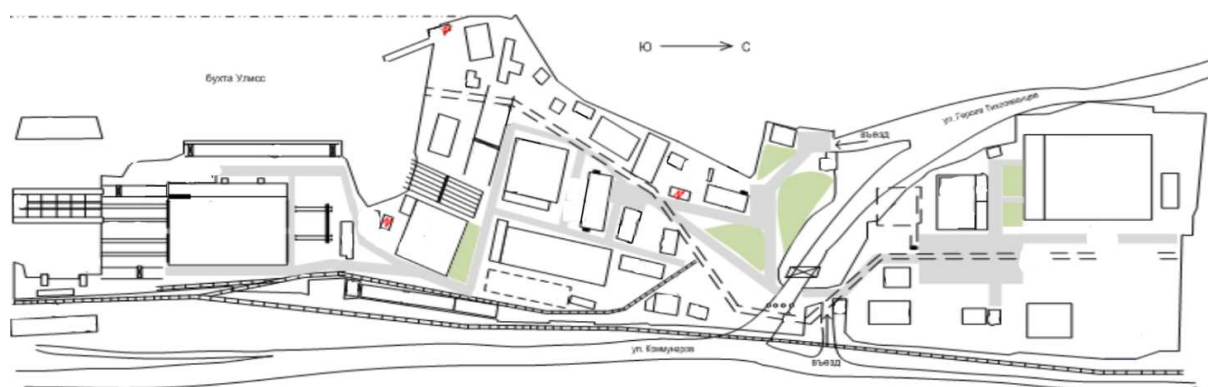 бухта Улисс
Ю
С
ул. Героев Тихоокеанцев
въезд
ул. Коммунаров
въезд